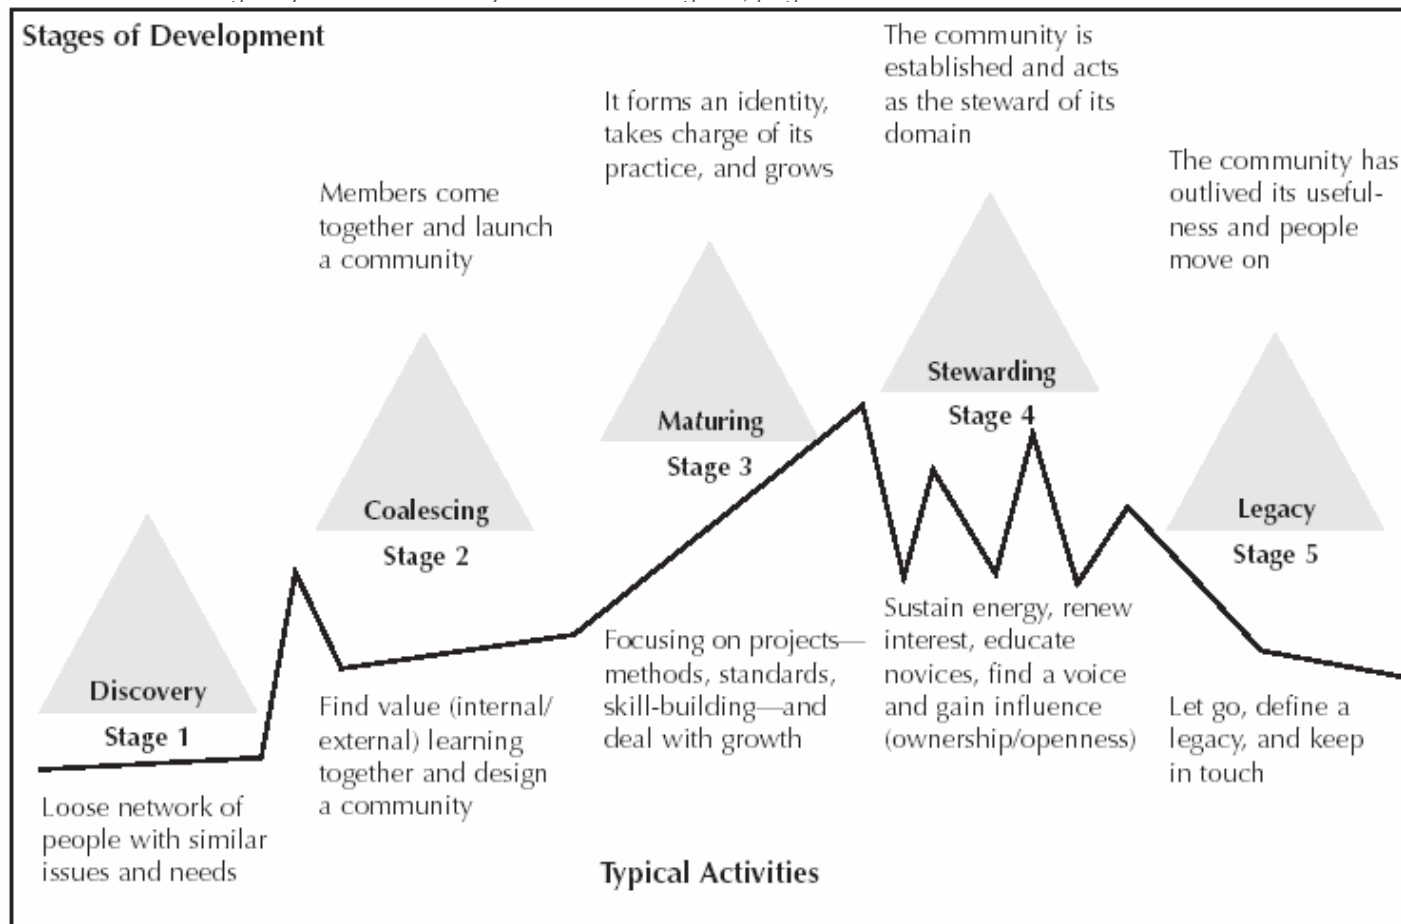 Stages of Development
The community is
established and acts
as the steward of its
domain
It forms an identity,
takes charge of its
practice, and grows
The community has
outlived its useful-
ness and people
move on
Members come
together and launch
a community
Stewarding
Stage 4
Maturing
Stage 3
Coalescing
Stage 2
Legacy
Stage 5
Discovery
Stage 1
Loose network of
people with similar
issues and needs
Find value (internal/
external) learning
together and design
a community
Focusing on projects—
methods, standards,
skill-building—and
deal with growth
Sustain energy, renew
interest, educate
novices, find a voice
and gain influence
(ownership/openness)
Let go, define a
legacy, and keep
in touch
Typical Activities